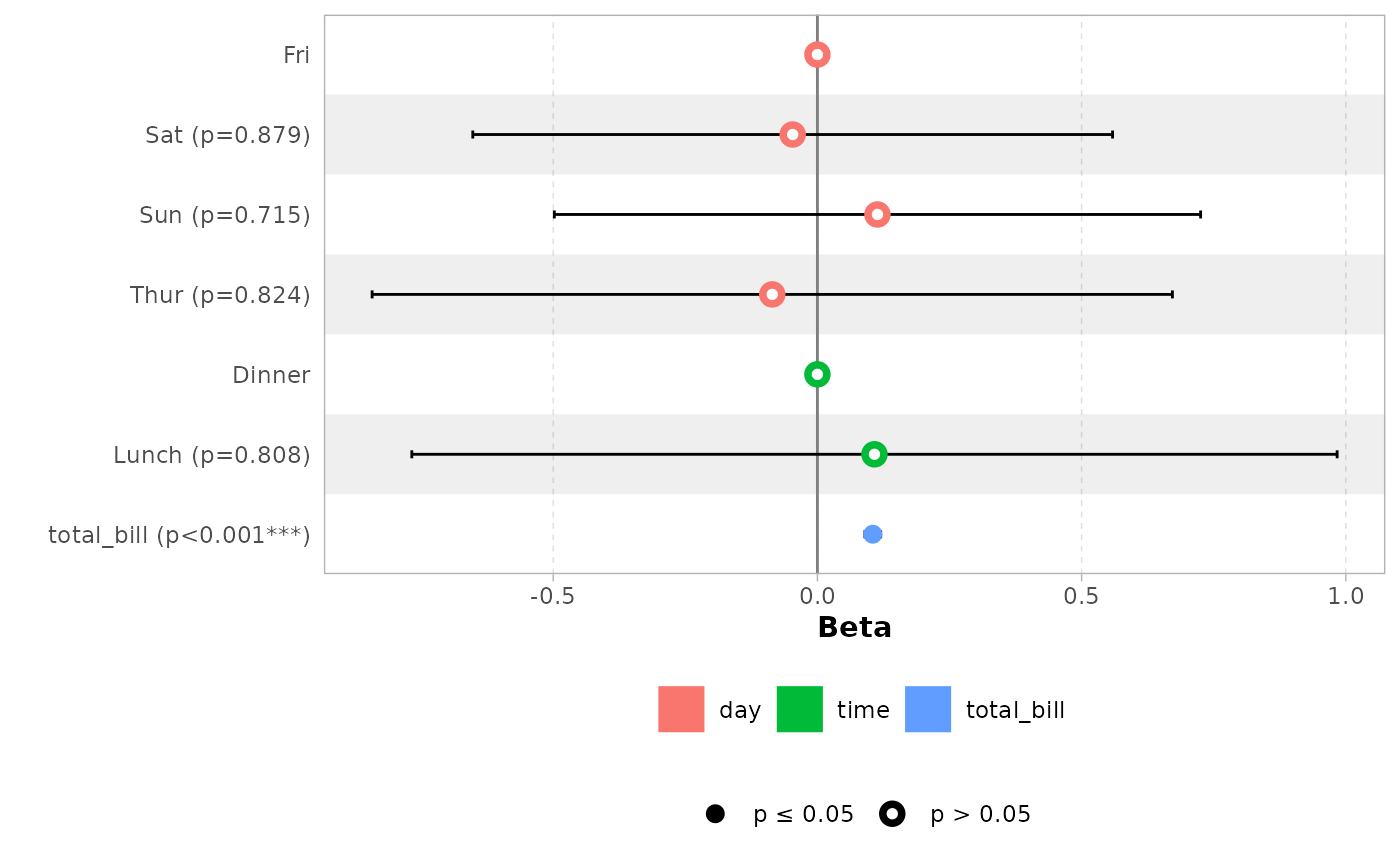 Fri
Sat (p=0.879)
Sun (p=0.715)
Thur (p=0.824)
Dinner
Lunch (p=0.808)
total_bill (p<0.001***)
-0.5 0.0 0.5 1.0
Beta
day time total_bill
p ≤ 0.05 p > 0.05